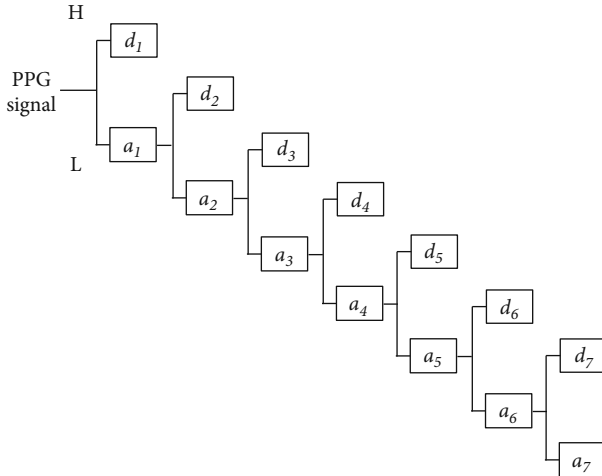 H
d₁
PPG
signal
d₂
L
a₁
d₃
a₂
d₄
a₃
d₅
a₄
d₆
a₅
d₇
a₆
a₇